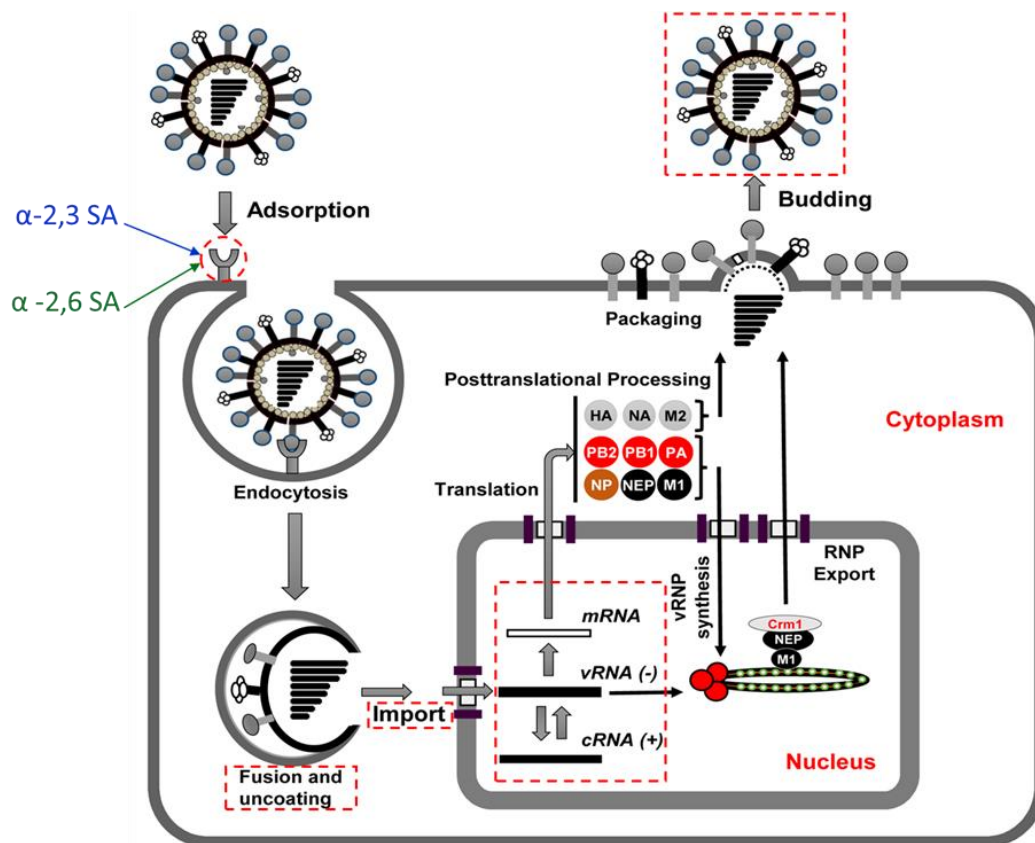 Adsorption
Budding
α-2,3 SA
α -2,6 SA
Packaging
Posttranslational Processing
HA NA M2
Cytoplasm
PB2 PB1 PA
Translation
NP NEP M1
Endocytosis
RNP
Export
vRNP
synthesis
mRNA
Crm1
NEP
M1
vRNA (-)
Import
cRNA (+)
Nucleus
Fusion and
uncoating